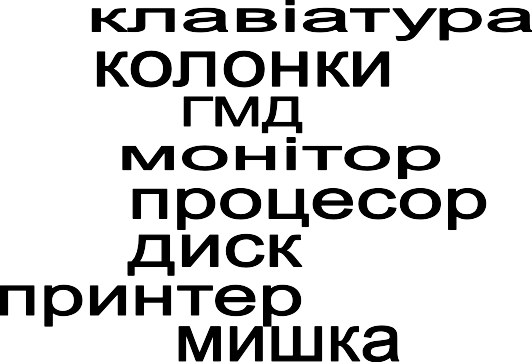 клавіатура
колонки
ГМД
монітор
процесор
диск
принтер
мишка